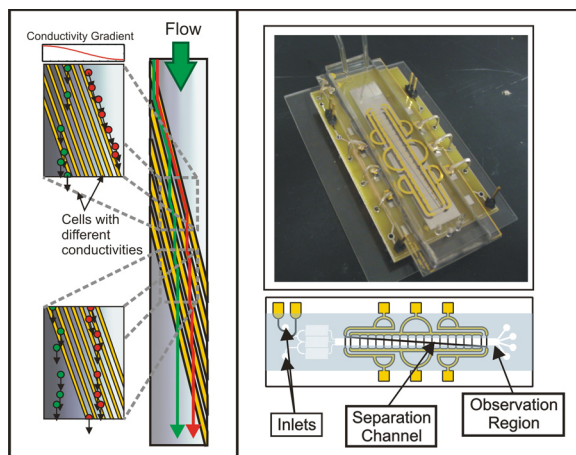 Conductivity Gradient
Flow
Cells with
different
conductivities
Inlets
Separation
Channel
Observation
Region